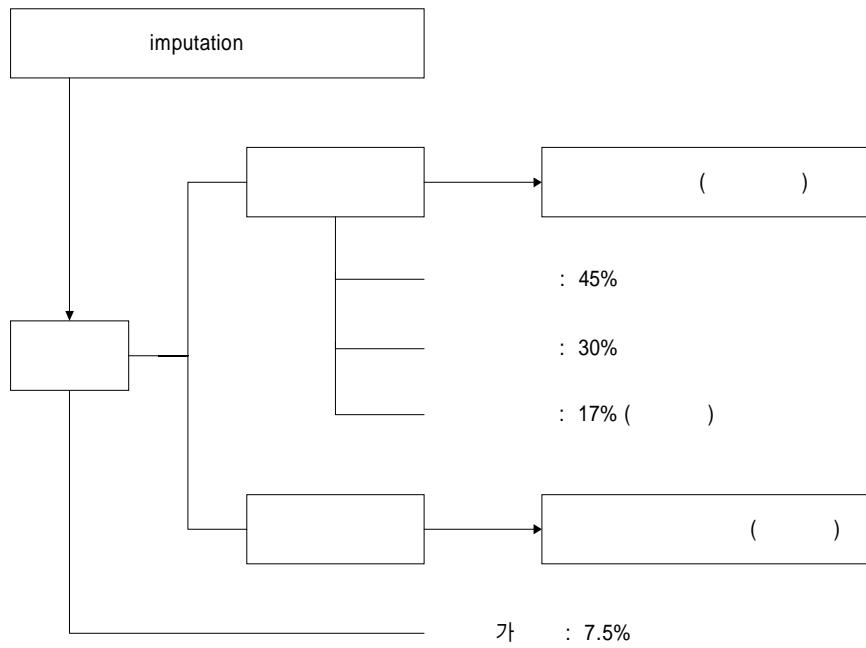 imputation
( )
: 45%
: 30%
: 17% ( )
( )
가 : 7.5%